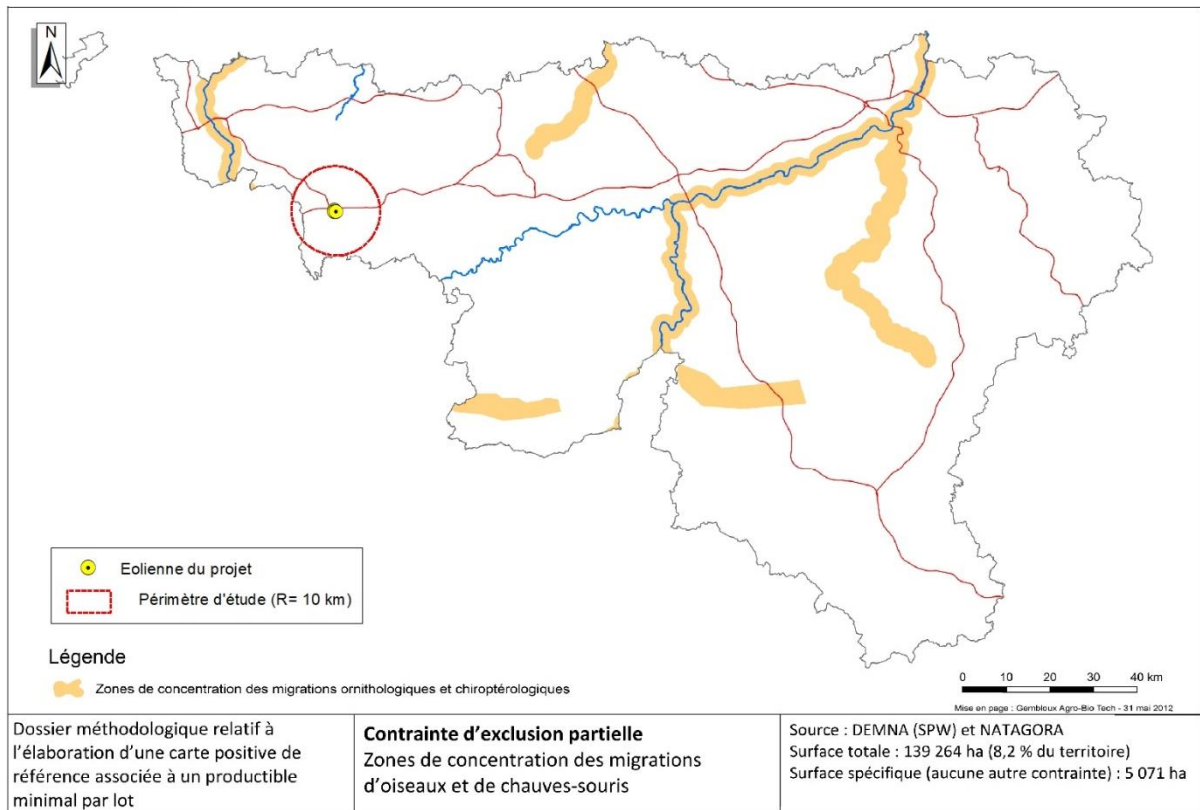 N
Eolienne du projet
Périmètre d'étude (R= 10 km)
Légende
Zones de concentration des migrations ornithologiques et chiroptérologiques
0 10 20 30 40 km
Mise en page : Gembloux Agro-Bio Tech - 31 mai 2012
Dossier méthodologique relatif à
l'élaboration d'une carte positive de
référence associée à un productible
minimal par lot
Contrainte d'exclusion partielle
Zones de concentration des migrations
d'oiseaux et de chauves-souris
Source : DEMNA (SPW) et NATAGORA
Surface totale : 139 264 ha (8,2 % du territoire)
Surface spécifique (aucune autre contrainte) : 5 071 ha